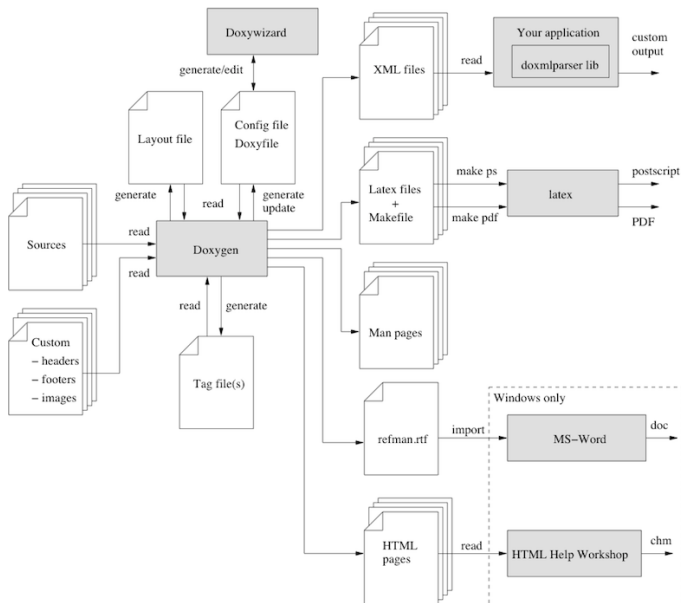 Doxywizard
generate/edit
Layout file
Config file
Doxyfile
generate
read
generate
update
Sources
read
Doxygen
read
Custom
– headers
– footers
– images
read
generate
Tag file(s)
XML files
read
Your application
doxmlparser lib
custom
output
Latex files
+
Makefile
make ps
make pdf
latex
postscript
PDF
Man pages
refman.rtf
import
Windows only
MS–Word
doc
HTML
pages
read
HTML Help Workshop
chm